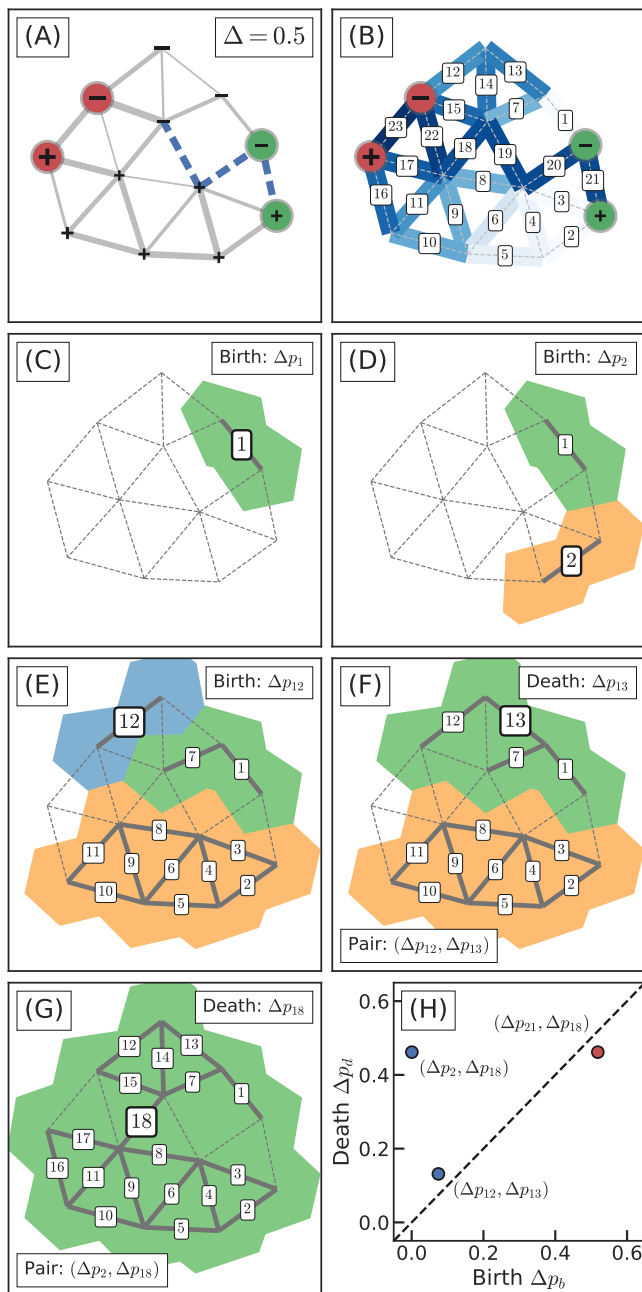 (A)
Δ = 0.5
− − − − −
+ + + + + + +
(B)
12 13
14
15 7 1
23 22 18 19 20
17 8 21
16 11 9 6 4 3
10 5 2
− −
+ +
(C)
Birth: Δp₁
1
(D)
Birth: Δp₂
1
2
(E)
Birth: Δp₁₂
12
7 1
8
11 9 6 4 3
10 5 2
(F)
Death: Δp₁₃
12 13
7 1
8
11 9 6 4 3
10 5 2
Pair: (Δp₁₂, Δp₁₃)
(G)
Death: Δp₁₈
12 14 13
15 7 1
18
17 8
16 11 9 6 4 3
10 5 2
Pair: (Δp₂, Δp₁₈)
(H)
(Δp₂₁, Δp₁₈)
(Δp₂, Δp₁₈)
(Δp₁₂, Δp₁₃)
Death Δp_d
0.6
0.4
0.2
0.0
0.0 0.2 0.4 0.6
Birth Δp_b